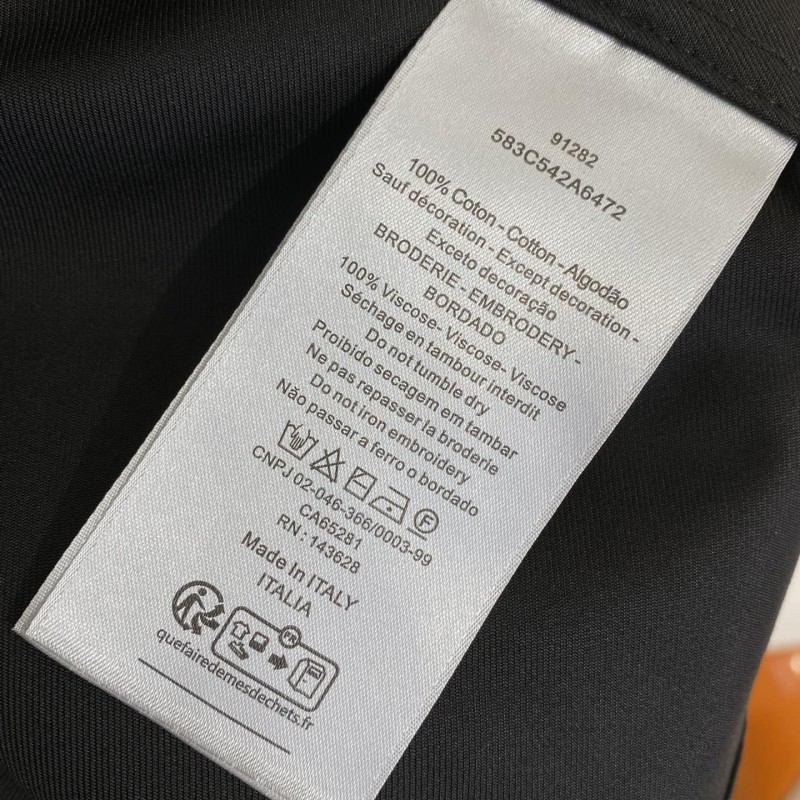 91282
583C542A6472
100% Coton - Cotton - Algodão
Sauf décoration - Except decoration -
Exceto decoração
BRODERIE - EMBRODERY -
BORDADO
100% Viscose- Viscose- Viscose
Séchage en tambour interdit
Proibido secagem em tambar
Do not tumble dry
Ne pas repasser la broderie
Do not iron embroidery
Não passar a ferro o bordado
CNPJ 02-046-366/0003-99
CA65281
RN : 143628
Made In ITALY
ITALIA
FR
quefairedemesdechets.fr